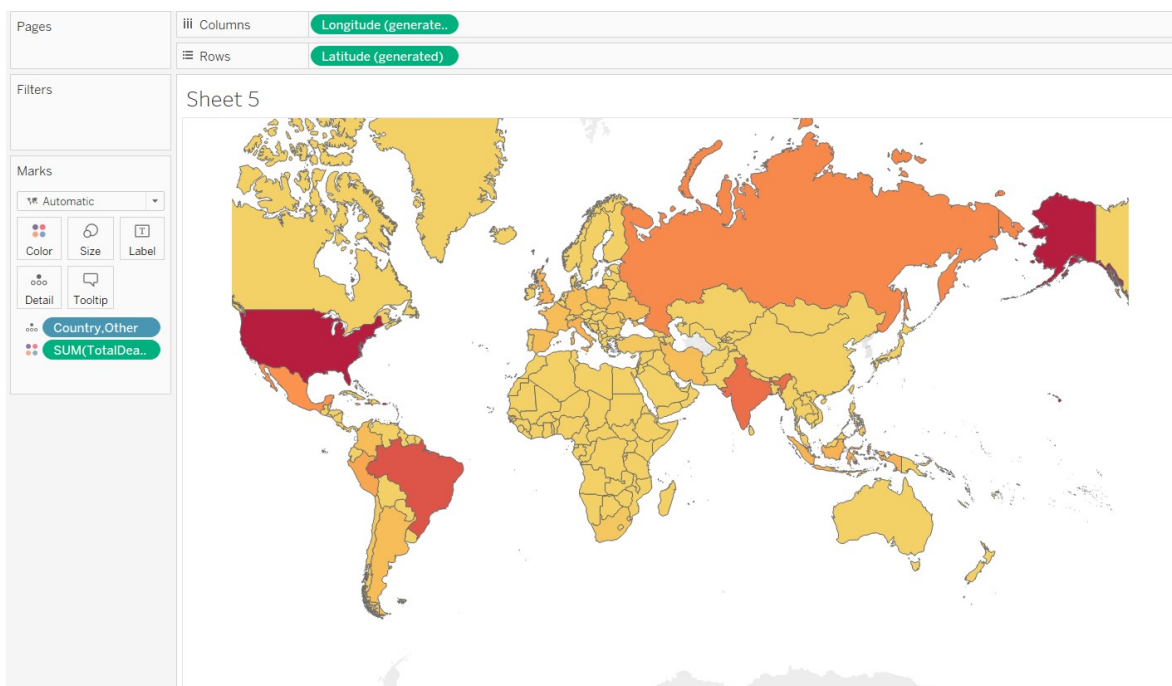 Pages
iii Columns
Longitude (generate..
Rows
Latitude (generated)
Filters
Sheet 5
Marks
Automatic
Color
Size
T
Label
Detail
Tooltip
Country,Other
SUM(TotalDea..